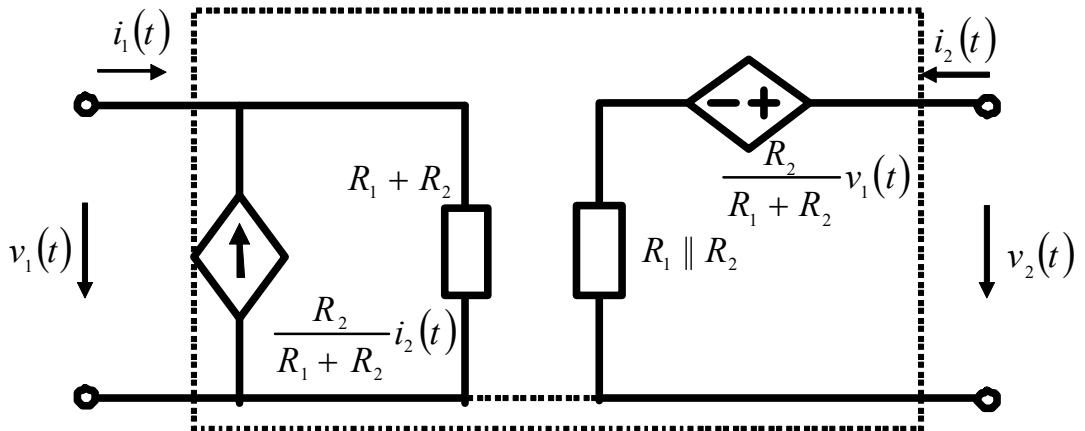 i₁(t)
i₂(t)
− +
R₁ + R₂
R₂/(R₁ + R₂) v₁(t)
v₁(t)
R₁ ∥ R₂
v₂(t)
R₂/(R₁ + R₂) i₂(t)